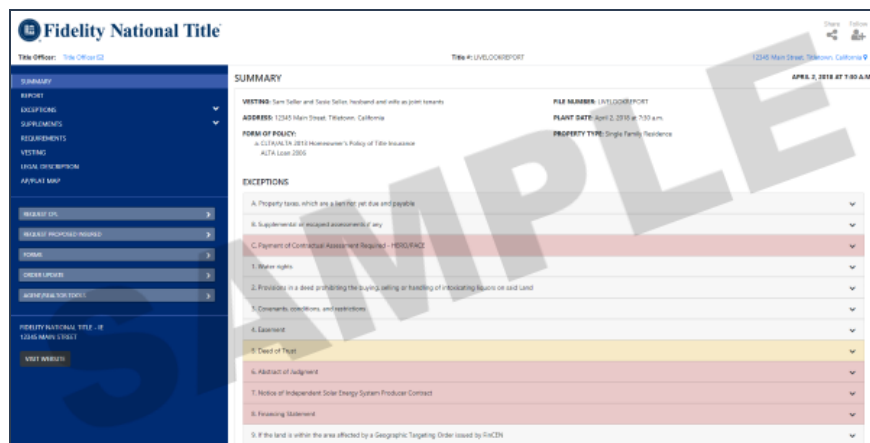 Fidelity National Title
Share Follow
Title Officer: Title Officer
Title #: LIVELOOKREPORT
12345 Main Street, Titletown, California
SUMMARY
REPORT
EXCEPTIONS
SUPPLEMENTS
REQUIREMENTS
VESTING
LEGAL DESCRIPTION
AP/PLAT MAP
REQUEST CPL
REQUEST PROPOSED INSURED
FORMS
ORDER UPDATE
AGENT/REALTOR TOOLS
FIDELITY NATIONAL TITLE - IE
12345 MAIN STREET
VISIT WEBSITE
SUMMARY
APRIL 2, 2018 AT 7:00 A.M
VESTING: Sam Seller and Susie Seller, husband and wife as joint tenants
FILE NUMBER: LIVELOOKREPORT
ADDRESS: 12345 Main Street, Titletown, California
PLANT DATE: April 2, 2018 at 7:30 a.m.
FORM OF POLICY:
PROPERTY TYPE: Single Family Residence
a. CLTA/ALTA 2013 Homeowner's Policy of Title Insurance
ALTA Loan 2006
EXCEPTIONS
A. Property taxes, which are a lien not yet due and payable
B. Supplemental or escaped assessments if any
C. Payment of Contractual Assessment Required - HERO/PACE
1. Water rights
2. Provisions in a deed prohibiting the buying, selling or handling of intoxicating liquors on said Land
3. Covenants, conditions, and restrictions
4. Easement
5. Deed of Trust
6. Abstract of Judgment
7. Notice of Independent Solar Energy System Producer Contract
8. Financing Statement
9. If the land is within the area affected by a Geographic Targeting Order issued by FinCEN
SAMPLE